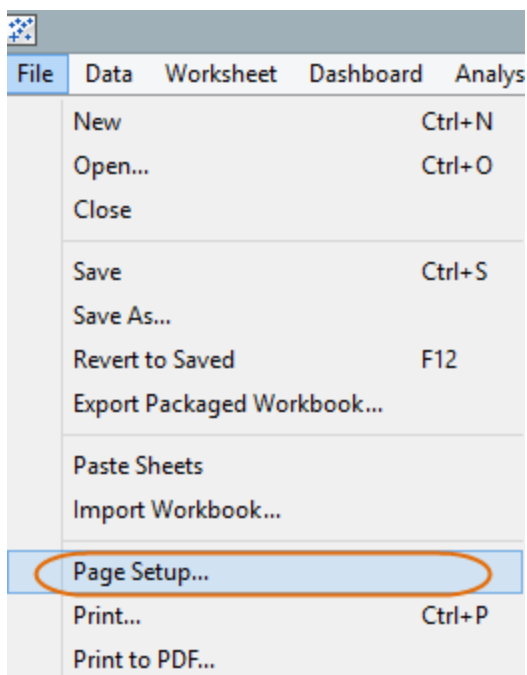 File Data Worksheet Dashboard Analys
New Ctrl+N
Open... Ctrl+O
Close
Save Ctrl+S
Save As...
Revert to Saved F12
Export Packaged Workbook...
Paste Sheets
Import Workbook...
Page Setup...
Print... Ctrl+P
Print to PDF...